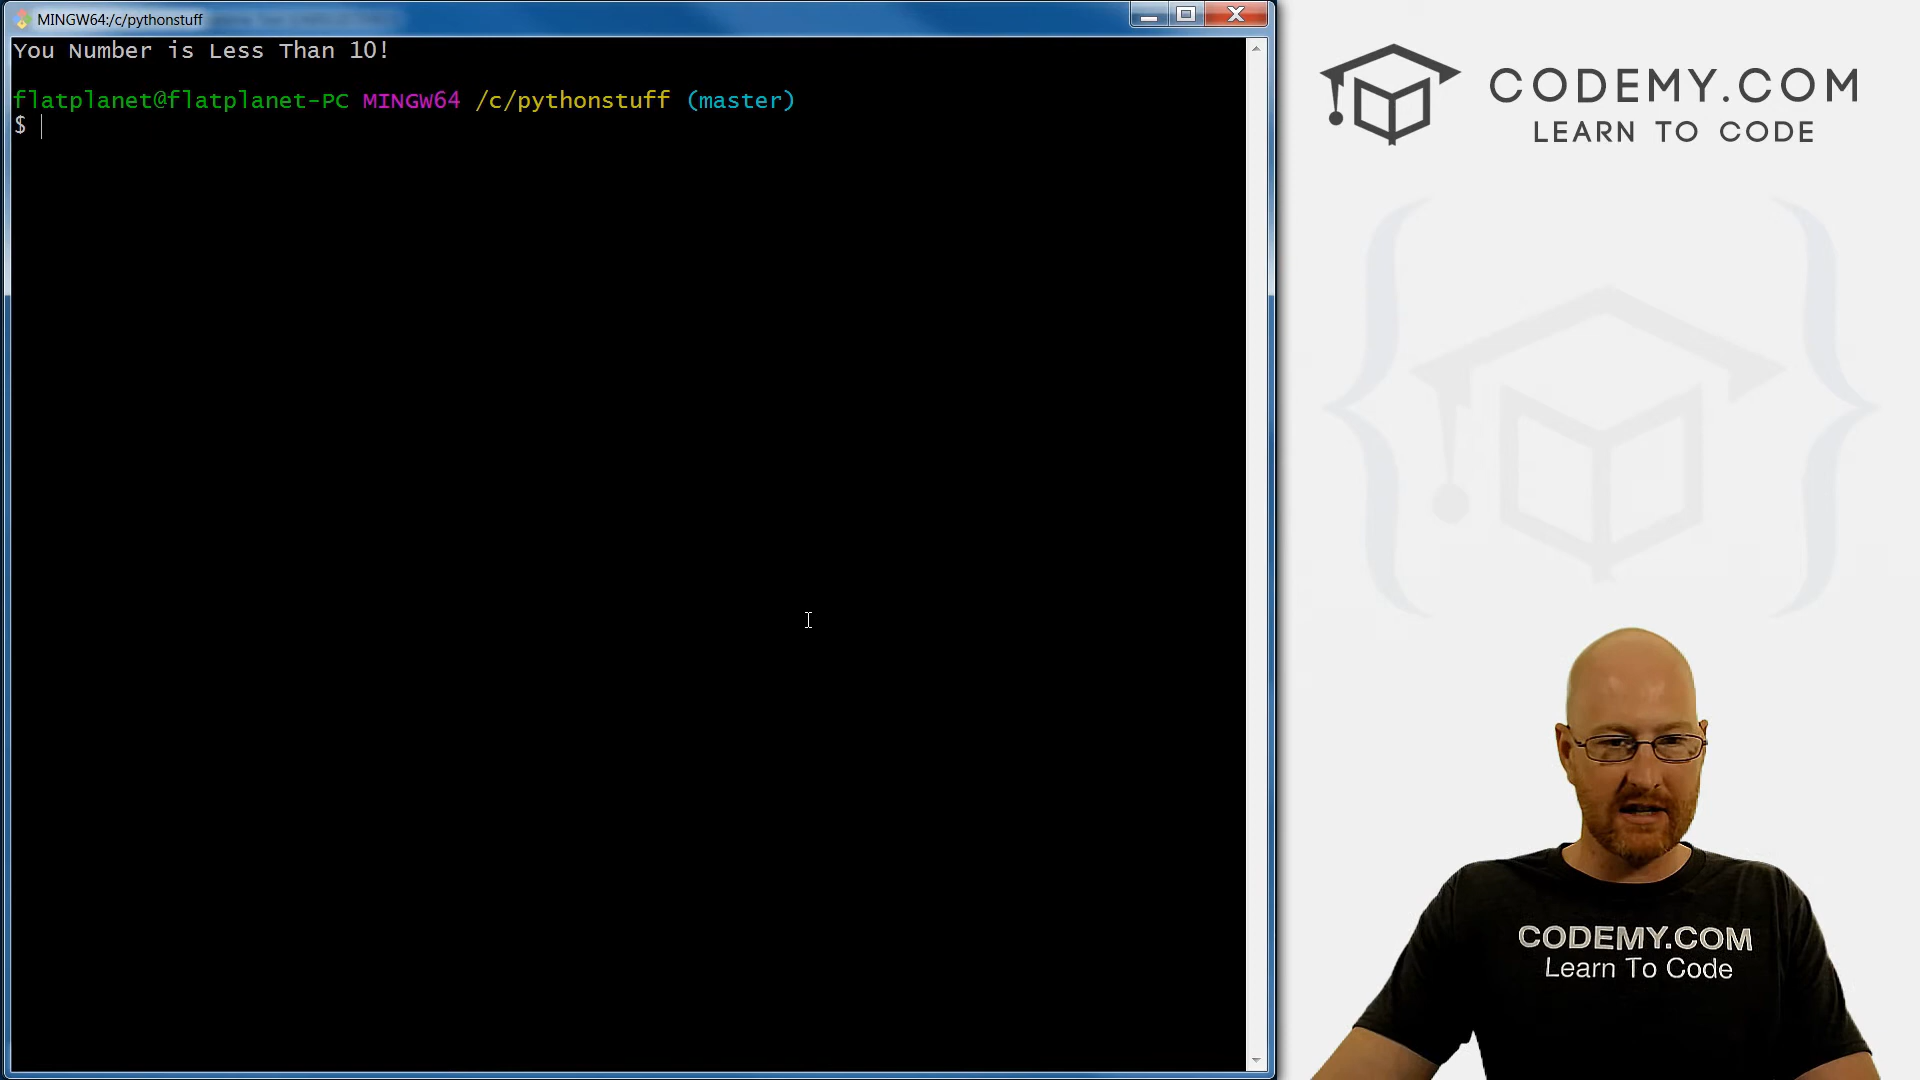 MINGW64:/c/pythonstuff
You Number is Less Than 10!
flatplanet@flatplanet-PC MINGW64 /c/pythonstuff (master)
$
CODEMY.COM
LEARN TO CODE
CODEMY.COM
Learn To Code